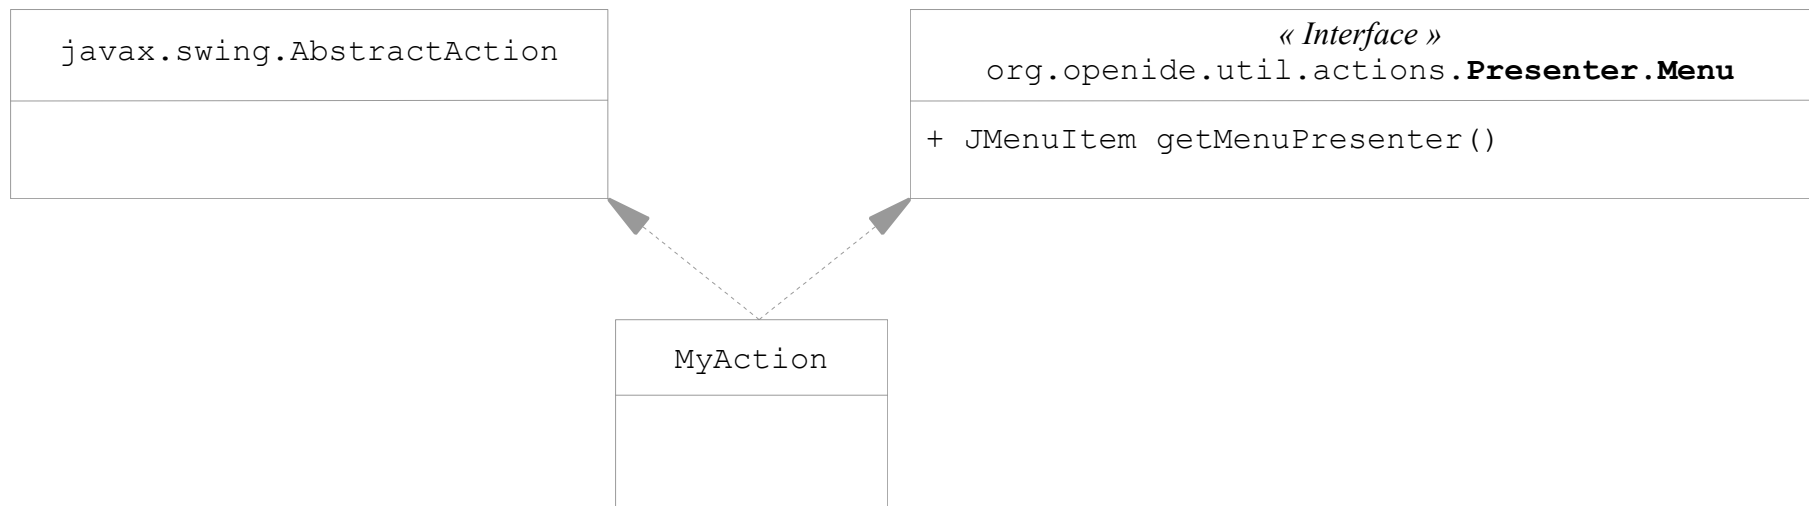 javax.swing.AbstractAction
« Interface »
org.openide.util.actions.Presenter.Menu
+ JMenuItem getMenuPresenter()
MyAction